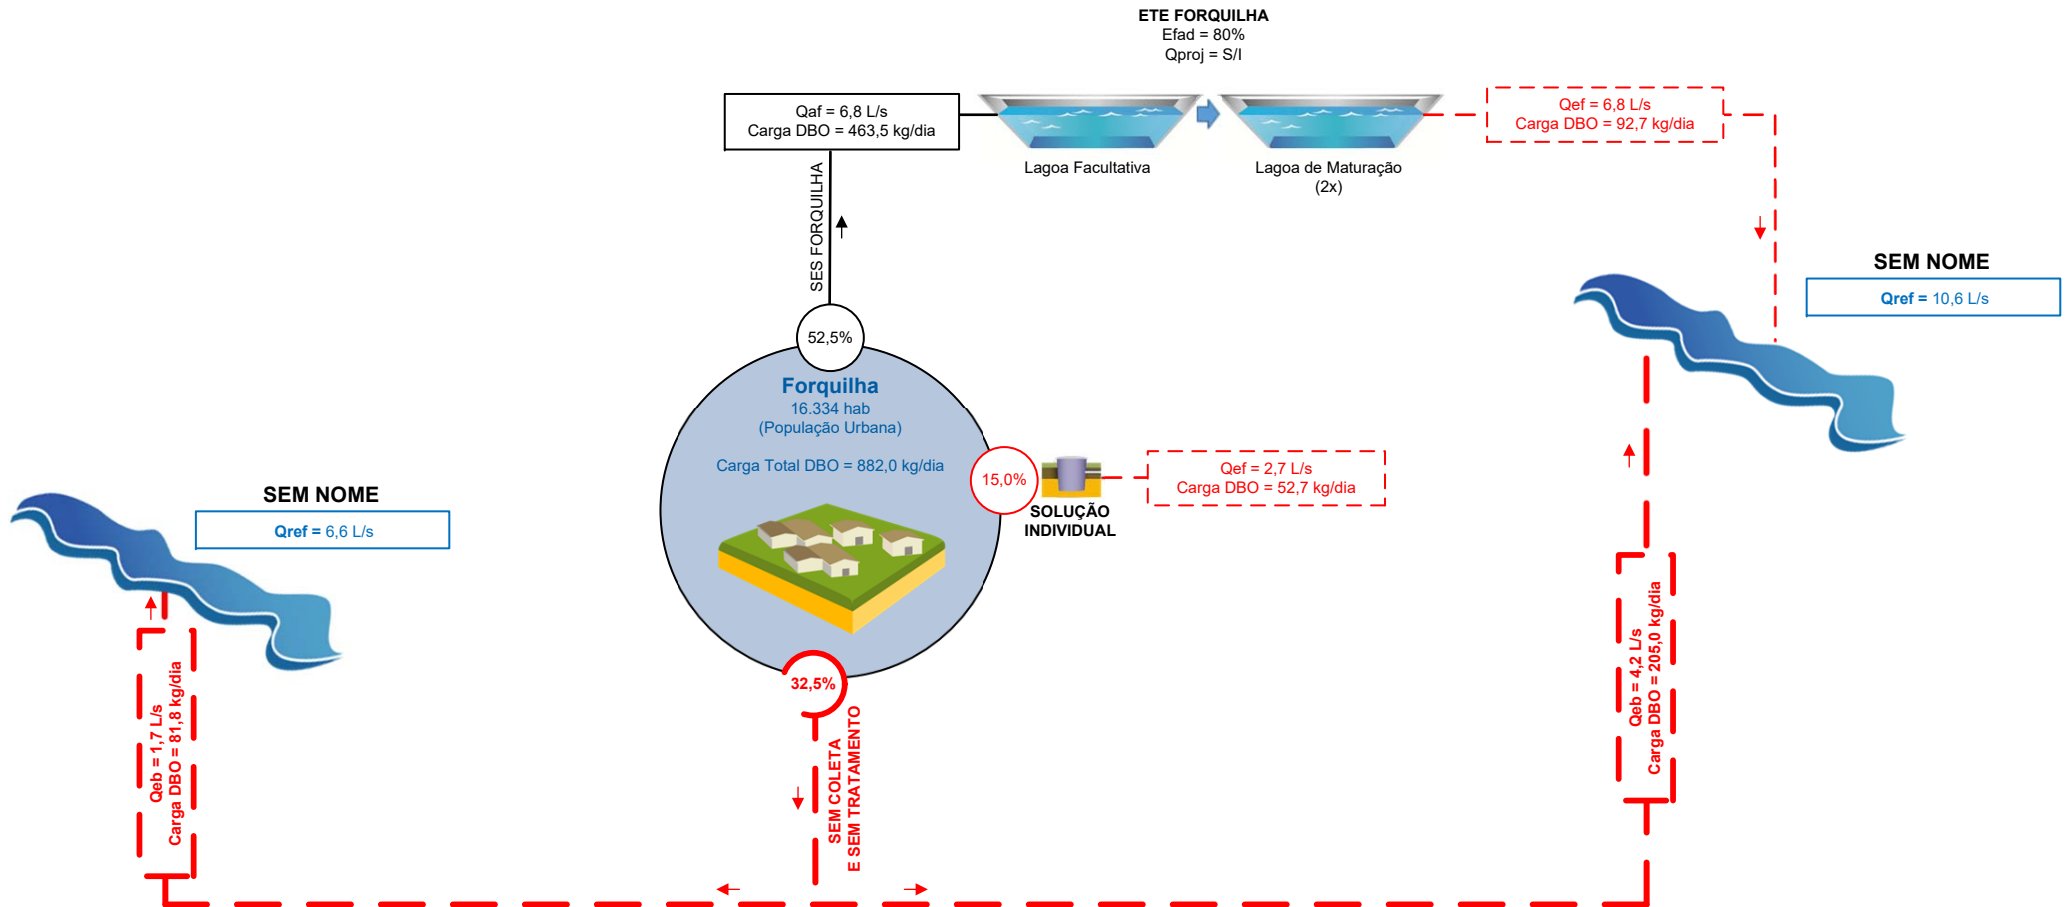 ETE FORQUILHA
Efad = 80%
Qproj = S/I
Qaf = 6,8 L/s
Carga DBO = 463,5 kg/dia
Qef = 6,8 L/s
Carga DBO = 92,7 kg/dia
Lagoa Facultativa
Lagoa de Maturação
(2x)
SES FORQUILHA
SEM NOME
Qref = 10,6 L/s
52,5%
Forquilha
16.334 hab
(População Urbana)
Carga Total DBO = 882,0 kg/dia
15,0%
SOLUÇÃO
INDIVIDUAL
Qef = 2,7 L/s
Carga DBO = 52,7 kg/dia
SEM NOME
Qref = 6,6 L/s
32,5%
SEM COLETA
E SEM TRATAMENTO
Qeb = 1,7 L/s
Carga DBO = 81,8 kg/dia
Qeb = 4,2 L/s
Carga DBO = 205,0 kg/dia